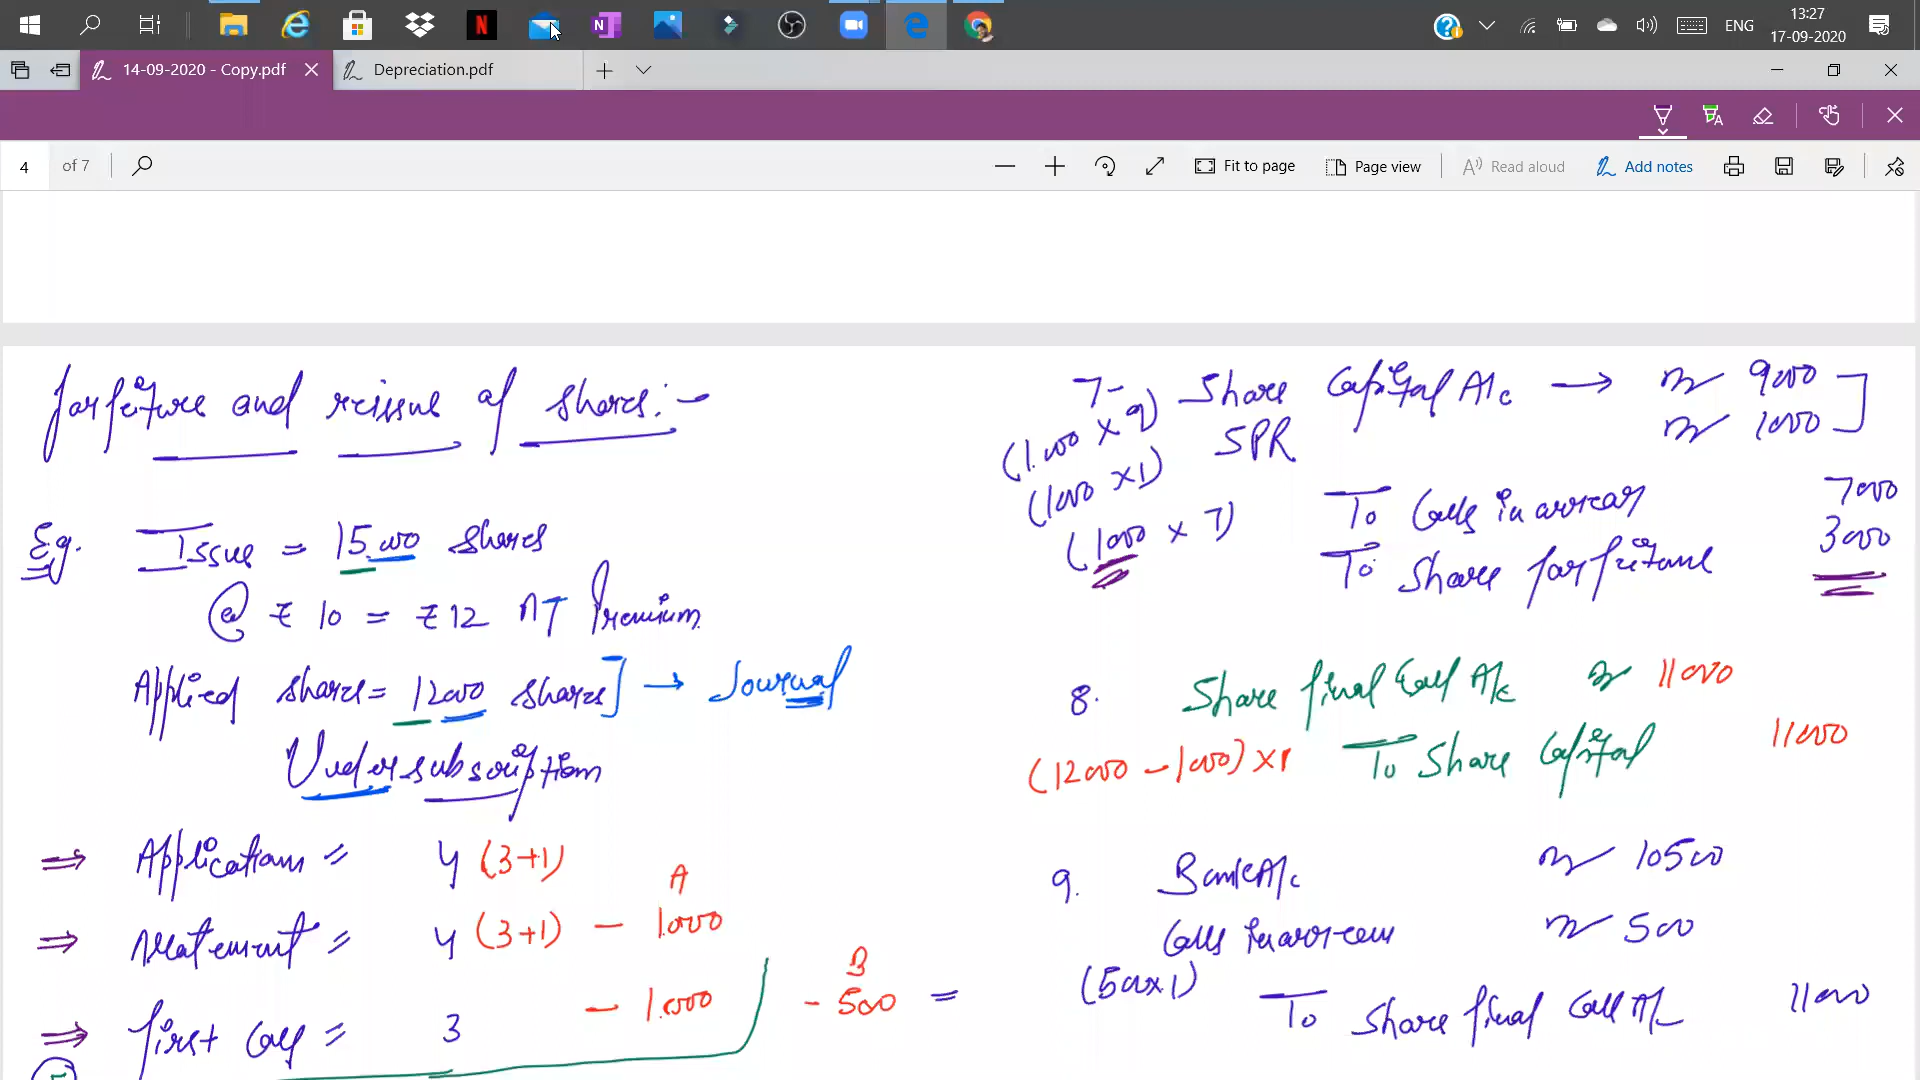 13:27
ENG
17-09-2020
14-09-2020 - Copy.pdf
Depreciation.pdf
4 of 7
Fit to page
Page view
Read aloud
Add notes
forfeiture and reissue of shares:-
Eg. Issue = 15000 shares
@ ₹ 10 = ₹ 12 AT Premium
Applied shares = 12000 shares] → Journal
Undersubscription
⇒ Application = 4 (3+1)
A
⇒ = 4 (3+1) - 1000
B
⇒ first Call = 3 - 1000 - 500 =
7- Share Capital A/c → Dr 9000
(1000 x 9)
SPR Dr 1000
(1000 x 1)
To Calls in arrear 7000
(1000 x 7)
To Share forfeiture 3000
8. Share final Call A/c Dr 11000
(12000 - 1000) x 1 To Share Capital 11000
9. Bank A/c Dr 10500
Calls in arrear Dr 500
(500x1)
To Share final Call A/c 11000